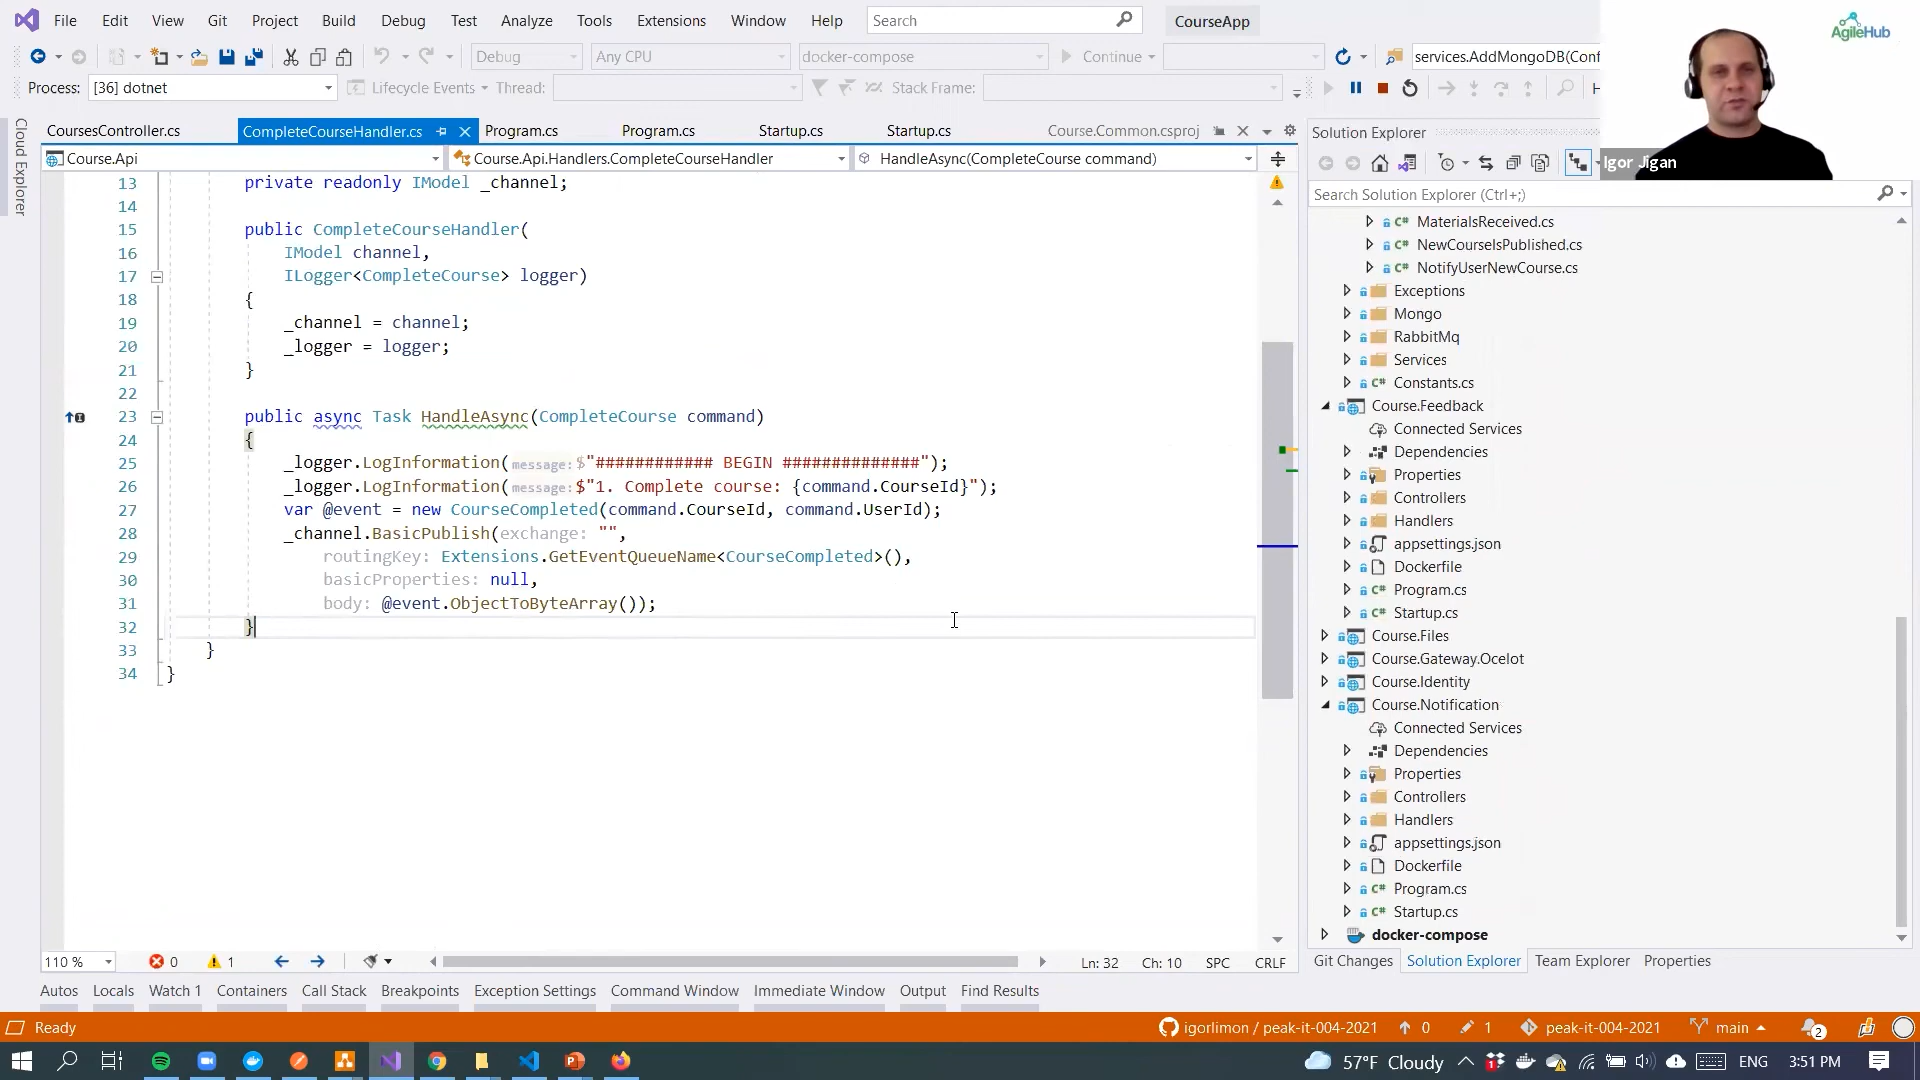 File Edit View Git Project Build Debug Test Analyze Tools Extensions Window Help Search CourseApp
AgileHub
Debug Any CPU docker-compose Continue services.AddMongoDB(Conf
Process: [36] dotnet Lifecycle Events Thread: Stack Frame:
CoursesController.cs CompleteCourseHandler.cs Program.cs Program.cs Startup.cs Startup.cs Course.Common.csproj
Course.Api Course.Api.Handlers.CompleteCourseHandler HandleAsync(CompleteCourse command)
Cloud Explorer
13 private readonly IModel _channel;
14
15 public CompleteCourseHandler(
16 IModel channel,
17 ILogger<CompleteCourse> logger)
18 {
19 _channel = channel;
20 _logger = logger;
21 }
22
23 public async Task HandleAsync(CompleteCourse command)
24 {
25 _logger.LogInformation(message: $"############ BEGIN ##############");
26 _logger.LogInformation(message: $"1. Complete course: {command.CourseId}");
27 var @event = new CourseCompleted(command.CourseId, command.UserId);
28 _channel.BasicPublish(exchange: "",
29 routingKey: Extensions.GetEventQueueName<CourseCompleted>(),
30 basicProperties: null,
31 body: @event.ObjectToByteArray());
32 }
33 }
34 }
110 % 0 1 Ln: 32 Ch: 10 SPC CRLF
Solution Explorer
Igor Jigan
Search Solution Explorer (Ctrl+;)
C# MaterialsReceived.cs
C# NewCourseIsPublished.cs
C# NotifyUserNewCourse.cs
Exceptions
Mongo
RabbitMq
Services
C# Constants.cs
Course.Feedback
Connected Services
Dependencies
Properties
Controllers
Handlers
appsettings.json
Dockerfile
C# Program.cs
C# Startup.cs
Course.Files
Course.Gateway.Ocelot
Course.Identity
Course.Notification
Connected Services
Dependencies
Properties
Controllers
Handlers
appsettings.json
Dockerfile
C# Program.cs
C# Startup.cs
docker-compose
Git Changes Solution Explorer Team Explorer Properties
Autos Locals Watch 1 Containers Call Stack Breakpoints Exception Settings Command Window Immediate Window Output Find Results
Ready igorlimon / peak-it-004-2021 0 1 peak-it-004-2021 main 2
57°F Cloudy ENG 3:51 PM